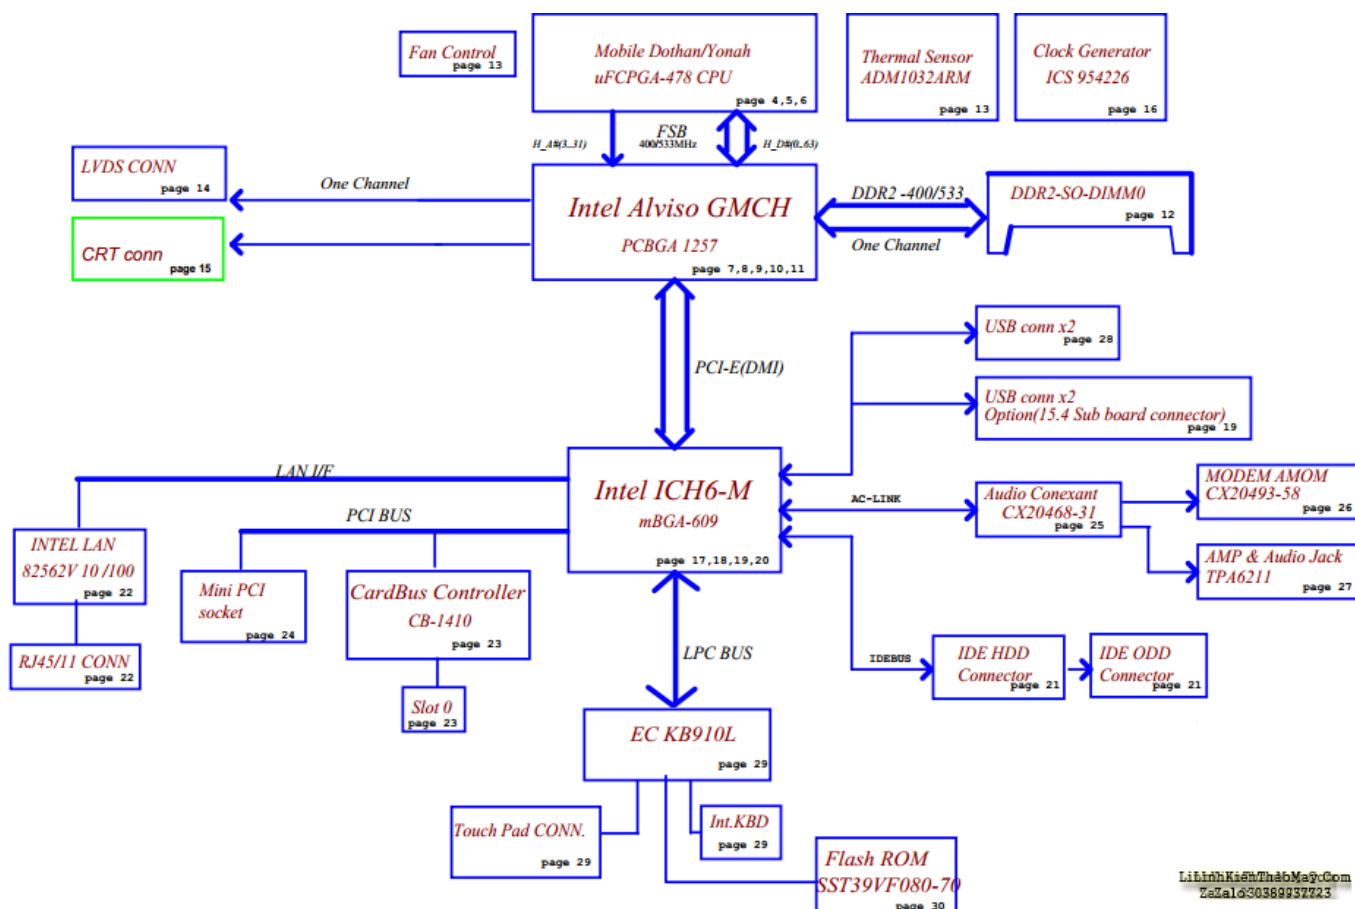 Fan Control
page 13
Mobile Dothan/Yonah
uFCPGA-478 CPU
page 4,5,6
Thermal Sensor
ADM1032ARM
page 13
Clock Generator
ICS 954226
page 16
H_A#(3..31)
FSB
400/533MHz
H_D#(0..63)
LVDS CONN
page 14
One Channel
CRT conn
page 15
Intel Alviso GMCH
PCBGA 1257
page 7,8,9,10,11
DDR2 -400/533
One Channel
DDR2-SO-DIMM0
page 12
PCI-E(DMI)
USB conn x2
page 28
USB conn x2
Option(15.4 Sub board connector)
page 19
LAN I/F
PCI BUS
Intel ICH6-M
mBGA-609
page 17,18,19,20
AC-LINK
Audio Conexant
CX20468-31
page 25
MODEM AMOM
CX20493-58
page 26
AMP & Audio Jack
TPA6211
page 27
INTEL LAN
82562V 10 /100
page 22
RJ45/11 CONN
page 22
Mini PCI
socket
page 24
CardBus Controller
CB-1410
page 23
Slot 0
page 23
LPC BUS
IDEBUS
IDE HDD
Connector
page 21
IDE ODD
Connector
page 21
EC KB910L
page 29
Touch Pad CONN.
page 29
Int.KBD
page 29
Flash ROM
SST39VF080-70
page 30